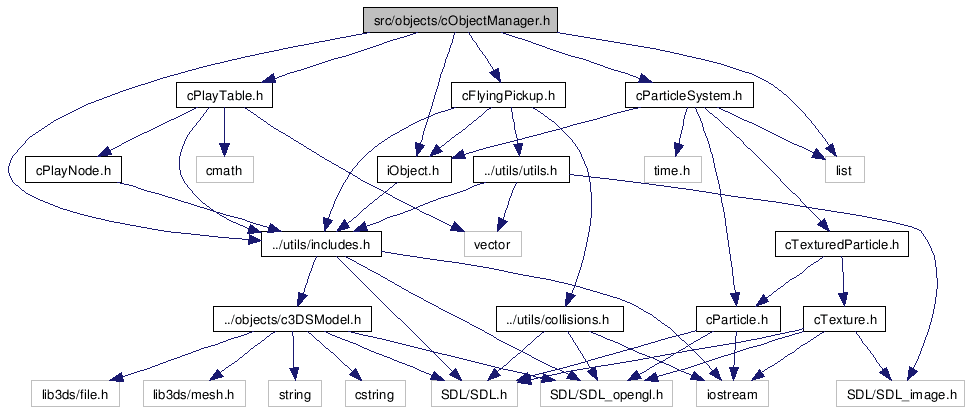 src/objects/cObjectManager.h
cPlayTable.h
cFlyingPickup.h
cParticleSystem.h
cPlayNode.h
cmath
iObject.h
../utils/utils.h
time.h
list
../utils/includes.h
vector
cTexturedParticle.h
../objects/c3DSModel.h
../utils/collisions.h
cParticle.h
cTexture.h
lib3ds/file.h
lib3ds/mesh.h
string
cstring
SDL/SDL.h
SDL/SDL_opengl.h
iostream
SDL/SDL_image.h